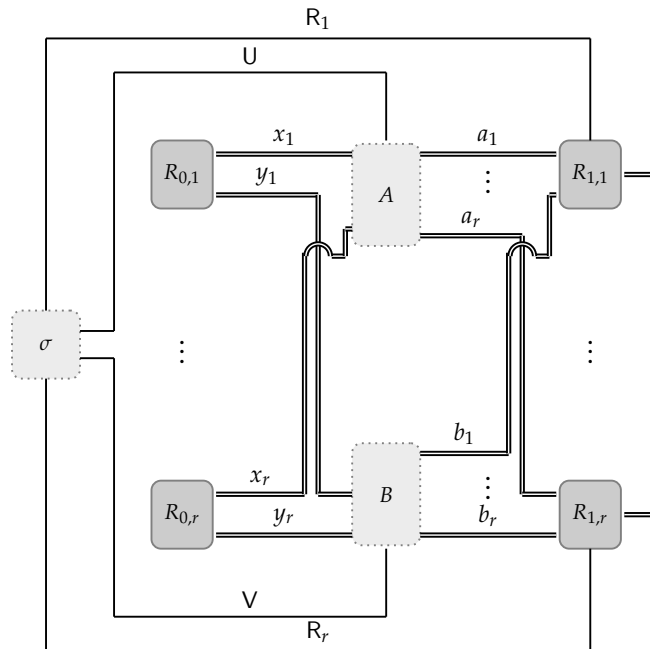 R₁
U
x₁
a₁
R₀,₁
y₁
A
⋮
R₁,₁
aᵣ
σ
⋮
⋮
b₁
xᵣ
B
⋮
R₀,ᵣ
yᵣ
bᵣ
R₁,ᵣ
V
Rᵣ